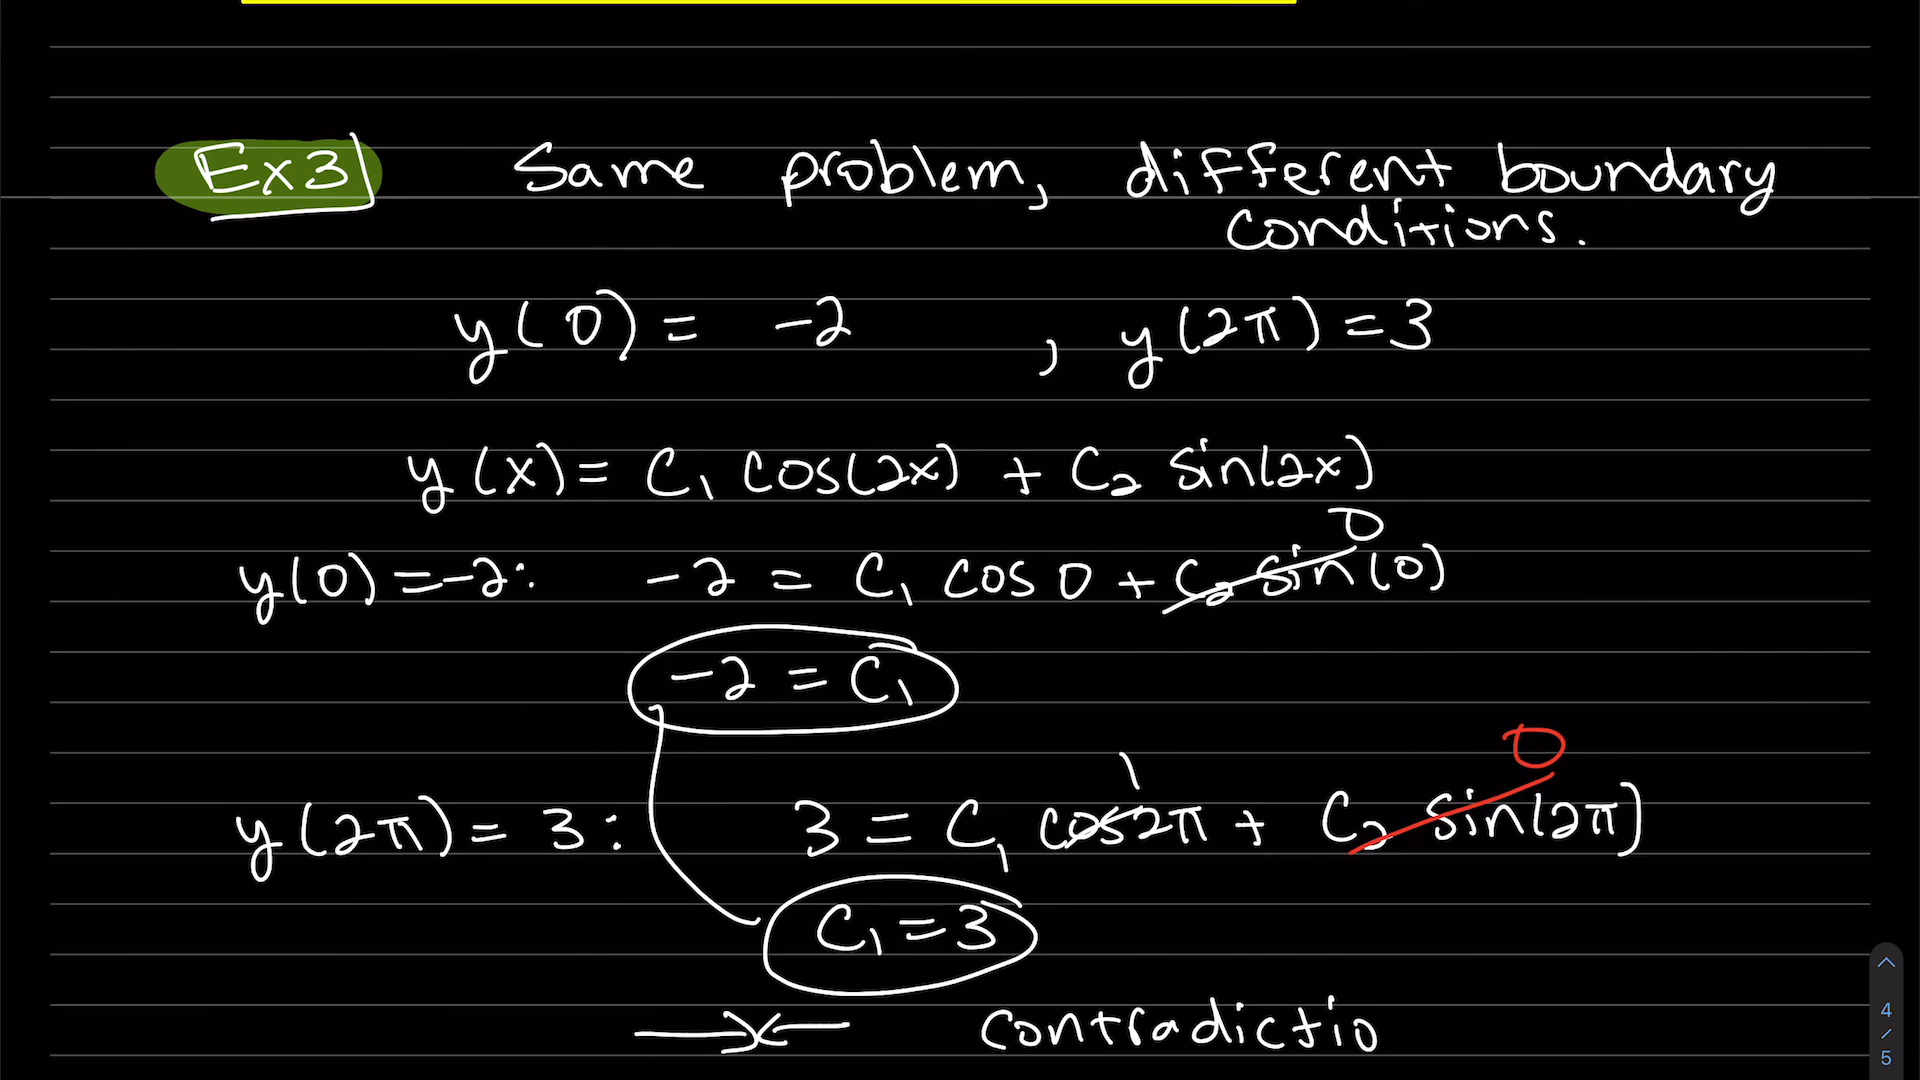 Ex 3 Same problem, different boundary
conditions.
y(0) = -2 , y(2π) = 3
y(x) = C₁ cos(2x) + C₂ sin(2x)
0
y(0) = -2: -2 = C₁ cos 0 + C₂ sin(0)
-2 = C₁
1 0
y(2π) = 3: 3 = C₁ cos 2π + C₂ sin(2π)
C₁ = 3
→← contradictio
4
/
5